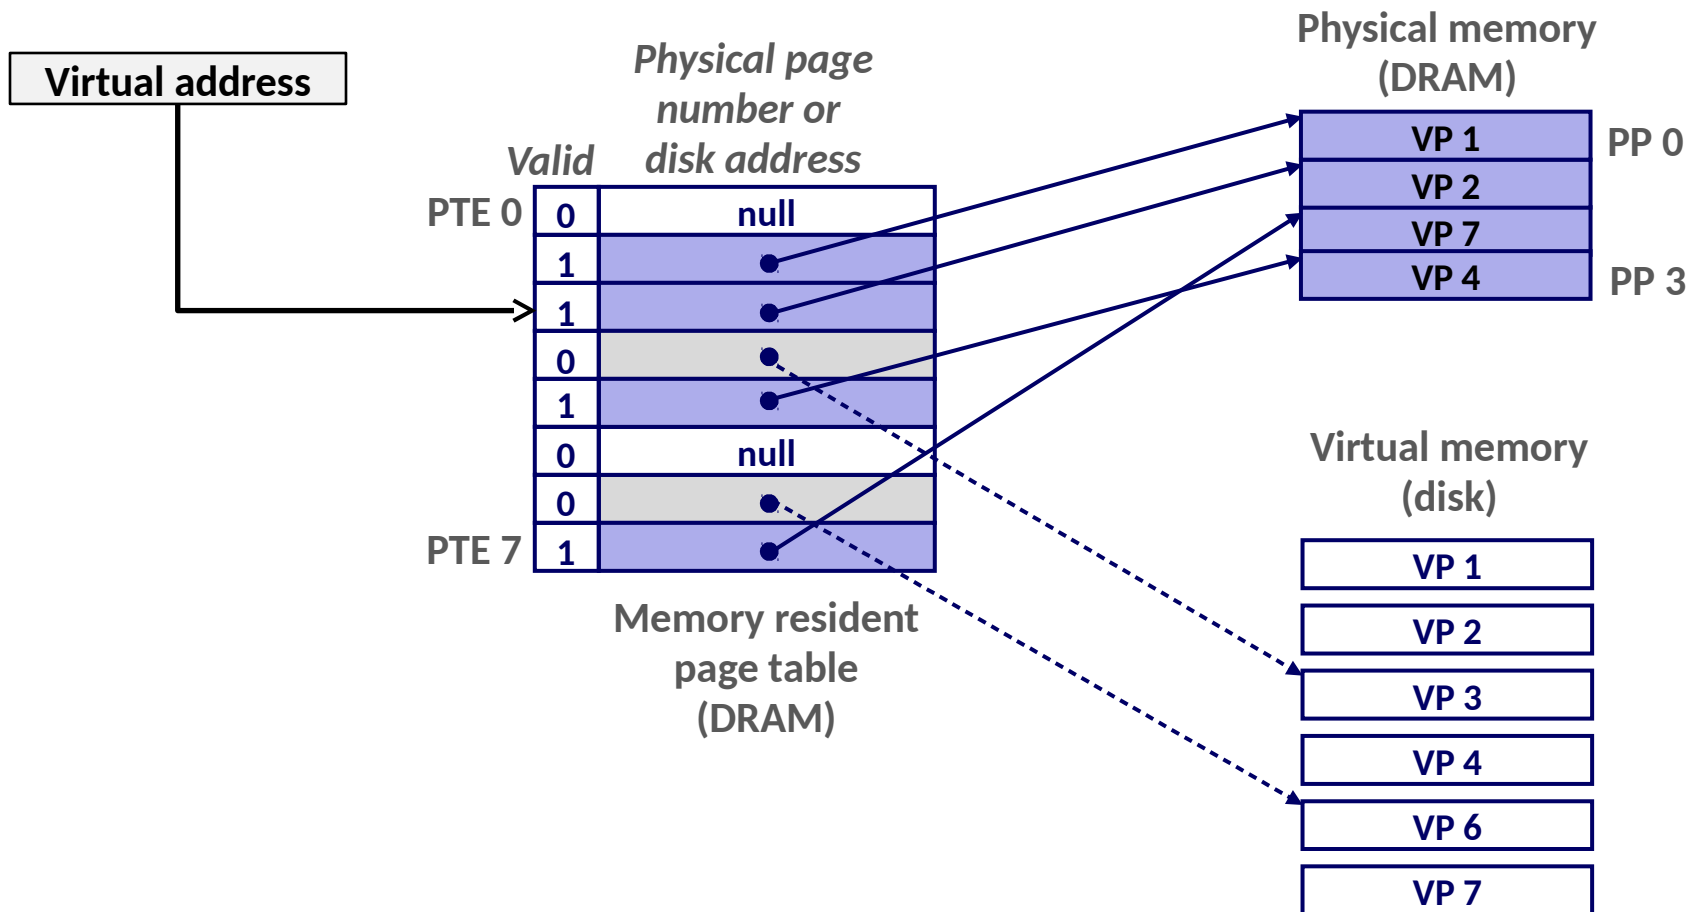 Virtual address
Physical page
number or
disk address
Valid
PTE 0
0
null
1
1
0
1
0
null
0
PTE 7
1
Memory resident
page table
(DRAM)
Physical memory
(DRAM)
VP 1
PP 0
VP 2
VP 7
VP 4
PP 3
Virtual memory
(disk)
VP 1
VP 2
VP 3
VP 4
VP 6
VP 7